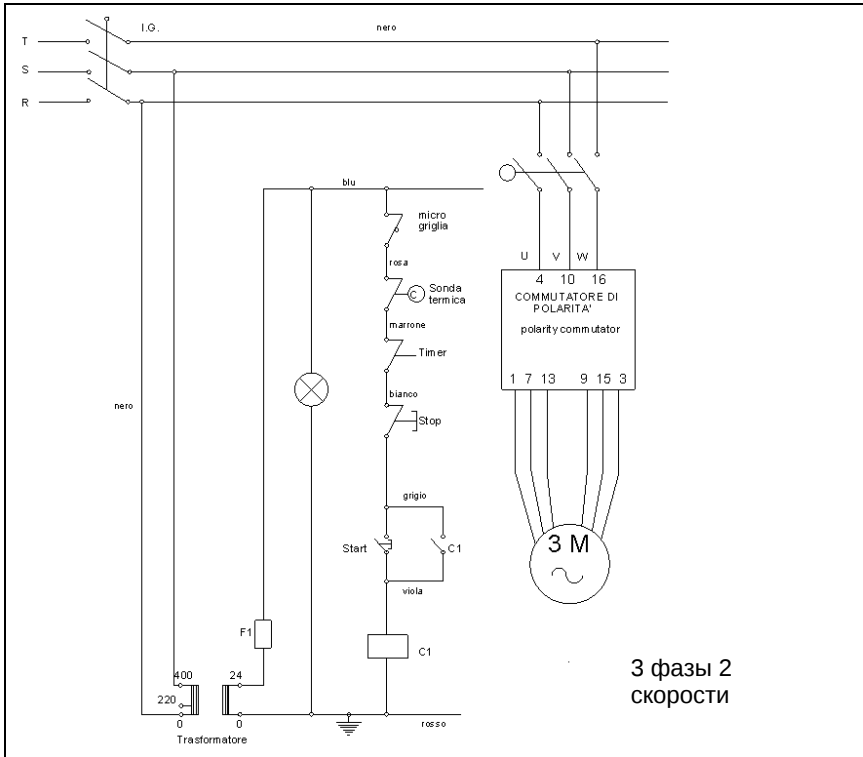 I.G.
nero
T
S
R
blu
micro
griglia
rosa
C
Sonda
termica
marrone
Timer
bianco
Stop
nero
grigio
Start
C1
viola
F1
C1
400
24
220
0
0
Trasformatore
rosso
U V W
4 10 16
COMMUTATORE DI
POLARITA'
polarity commutator
1 7 13 9 15 3
3 M
3 фазы 2
скорости